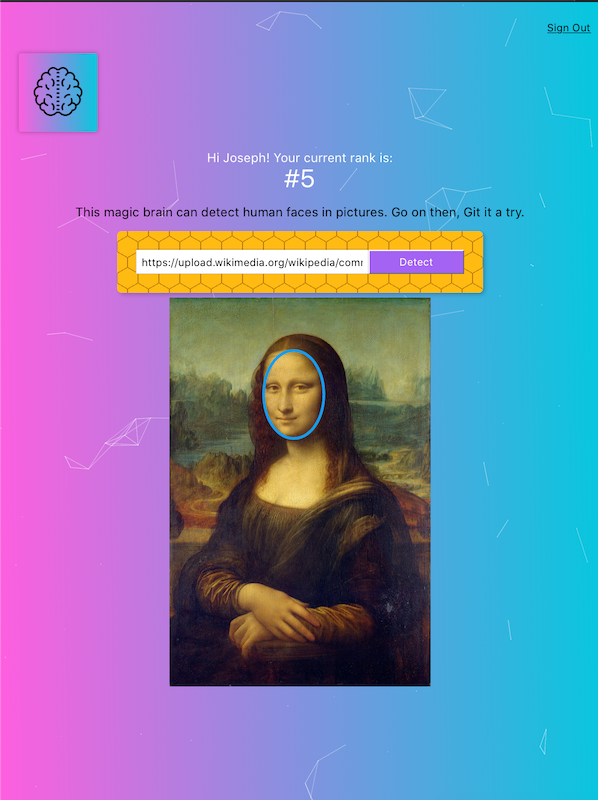 Sign Out
Hi Joseph! Your current rank is:
#5
This magic brain can detect human faces in pictures. Go on then, Git it a try.
https://upload.wikimedia.org/wikipedia/comm Detect